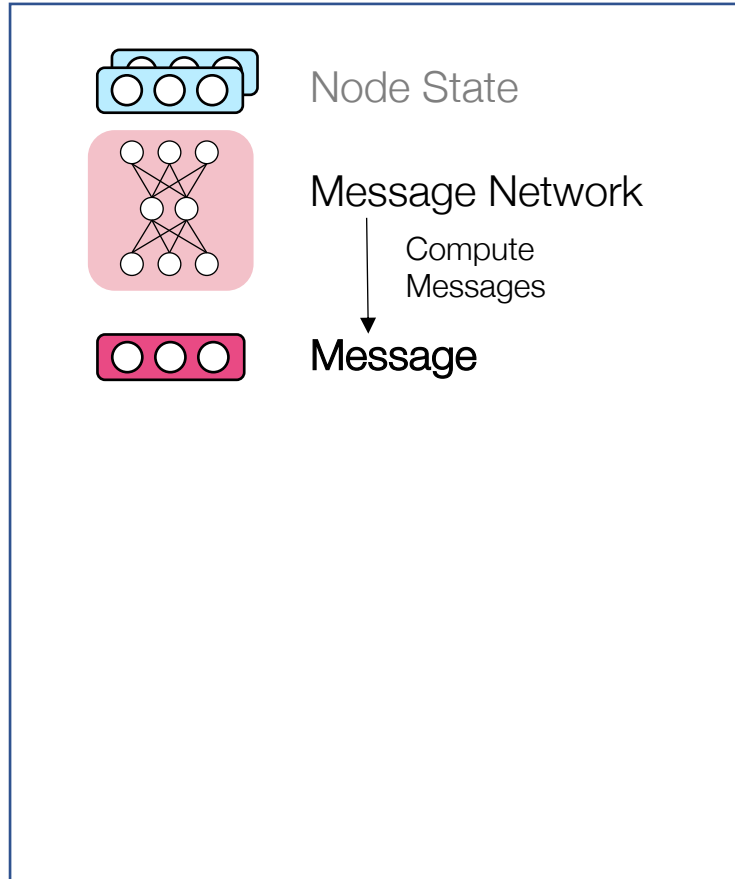 Node State
Message Network
Compute
Messages
Message